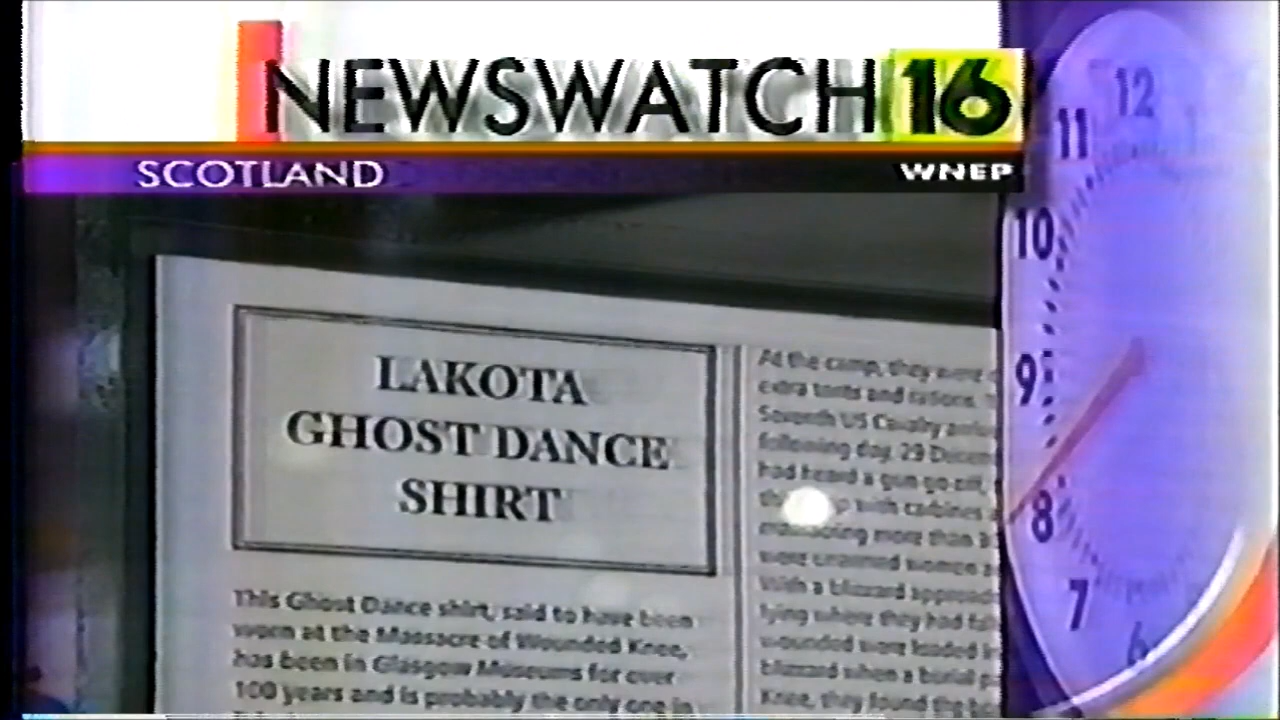 NEWSWATCH 16
SCOTLAND
WNEP
12
11
1
10
9
8
7
6
LAKOTA
GHOST DANCE
SHIRT
This Ghost Dance shirt, said to have been
worn at the Massacre of Wounded Knee,
has been in Glasgow Museums for over
100 years and is probably the only one in
At the camp, they were
extra tents and rations.
Seventh US Cavalry
following day, 29
had heard a gun go off,
with carbines
more than
were unarmed women
With a blizzard
lying where they had
wounded were loaded
blizzard when a burial
Knee, they found the